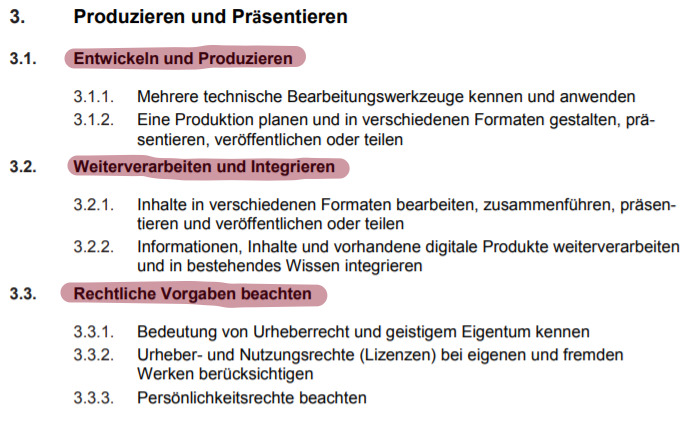 3. Produzieren und Präsentieren
3.1. Entwickeln und Produzieren
3.1.1. Mehrere technische Bearbeitungswerkzeuge kennen und anwenden
3.1.2. Eine Produktion planen und in verschiedenen Formaten gestalten, prä-
sentieren, veröffentlichen oder teilen
3.2. Weiterverarbeiten und Integrieren
3.2.1. Inhalte in verschiedenen Formaten bearbeiten, zusammenführen, präsen-
tieren und veröffentlichen oder teilen
3.2.2. Informationen, Inhalte und vorhandene digitale Produkte weiterverarbeiten
und in bestehendes Wissen integrieren
3.3. Rechtliche Vorgaben beachten
3.3.1. Bedeutung von Urheberrecht und geistigem Eigentum kennen
3.3.2. Urheber- und Nutzungsrechte (Lizenzen) bei eigenen und fremden
Werken berücksichtigen
3.3.3. Persönlichkeitsrechte beachten